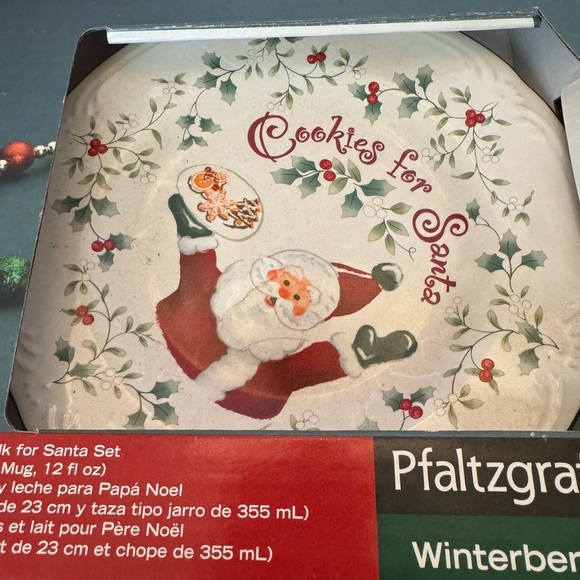 Cookies for Santa
lk for Santa Set
Mug, 12 fl oz)
y leche para Papá Noel
de 23 cm y taza tipo jarro de 355 mL)
s et lait pour Père Noël
t de 23 cm et chope de 355 mL)
Pfaltzgra
Winterber